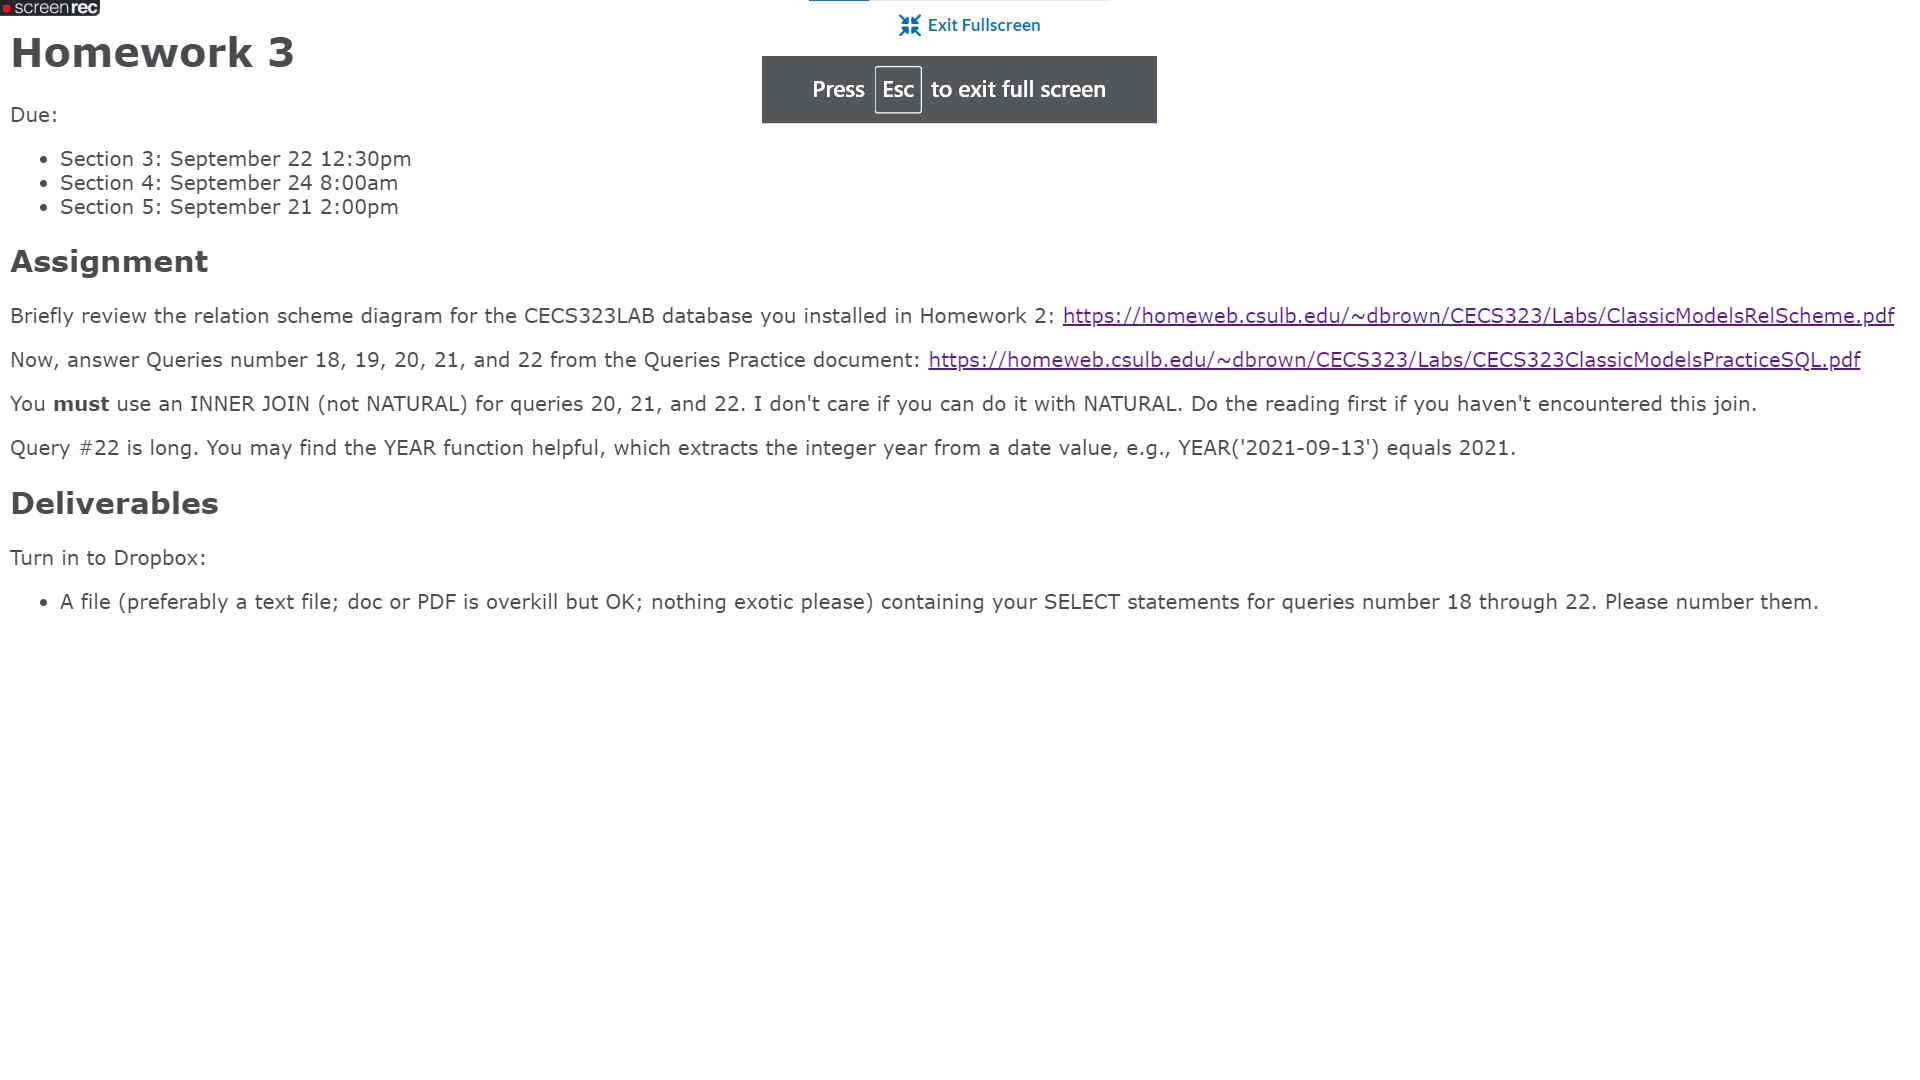 screenrec
Exit Fullscreen
Homework 3
Press Esc to exit full screen
Due:
Section 3: September 22 12:30pm
Section 4: September 24 8:00am
Section 5: September 21 2:00pm
Assignment
Briefly review the relation scheme diagram for the CECS323LAB database you installed in Homework 2: https://homeweb.csulb.edu/~dbrown/CECS323/Labs/ClassicModelsRelScheme.pdf
Now, answer Queries number 18, 19, 20, 21, and 22 from the Queries Practice document: https://homeweb.csulb.edu/~dbrown/CECS323/Labs/CECS323ClassicModelsPracticeSQL.pdf
You must use an INNER JOIN (not NATURAL) for queries 20, 21, and 22. I don't care if you can do it with NATURAL. Do the reading first if you haven't encountered this join.
Query #22 is long. You may find the YEAR function helpful, which extracts the integer year from a date value, e.g., YEAR('2021-09-13') equals 2021.
Deliverables
Turn in to Dropbox:
A file (preferably a text file; doc or PDF is overkill but OK; nothing exotic please) containing your SELECT statements for queries number 18 through 22. Please number them.